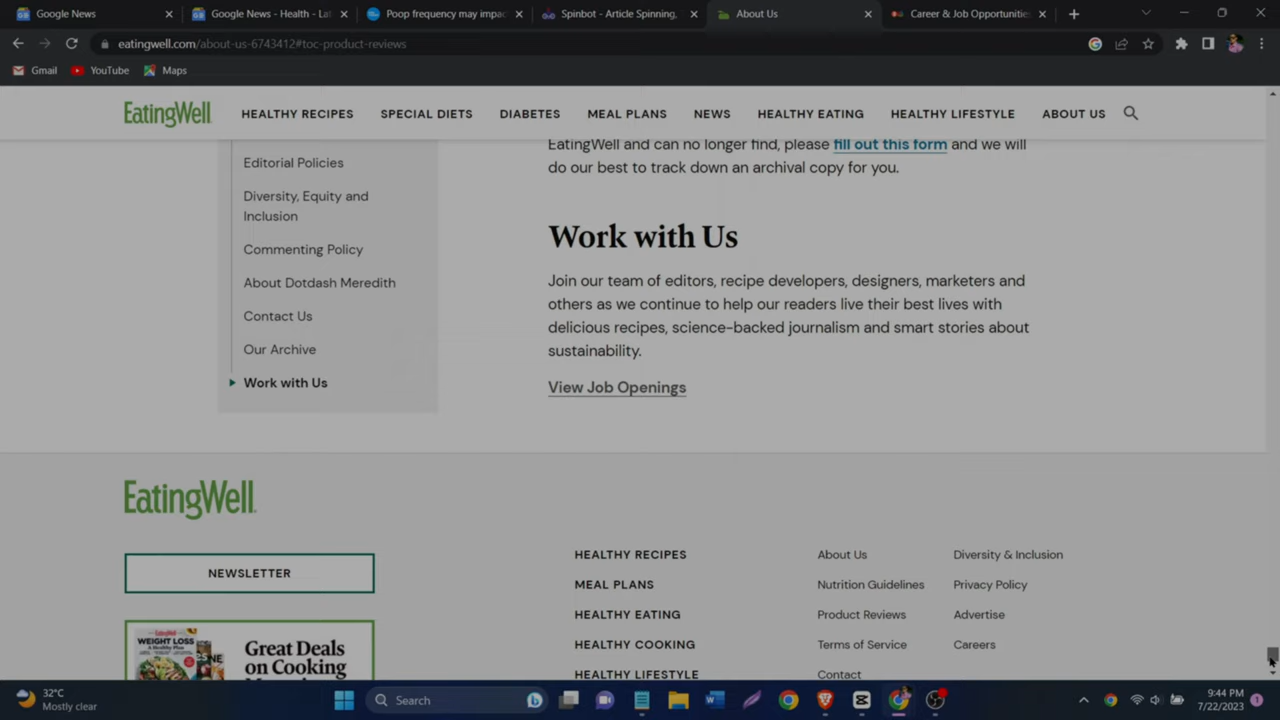 Google News
Google News - Health - Lat
Poop frequency may impac
Spinbot - Article Spinning,
About Us
Career & Job Opportunities
eatingwell.com/about-us-6743412#toc-product-reviews
Gmail
YouTube
Maps
EatingWell
HEALTHY RECIPES
SPECIAL DIETS
DIABETES
MEAL PLANS
NEWS
HEALTHY EATING
HEALTHY LIFESTYLE
ABOUT US
Editorial Policies
Diversity, Equity and
Inclusion
Commenting Policy
About Dotdash Meredith
Contact Us
Our Archive
Work with Us
EatingWell and can no longer find, please fill out this form and we will
do our best to track down an archival copy for you.
Work with Us
Join our team of editors, recipe developers, designers, marketers and
others as we continue to help our readers live their best lives with
delicious recipes, science-backed journalism and smart stories about
sustainability.
View Job Openings
EatingWell
NEWSLETTER
WEIGHT LOSS
Great Deals
on Cooking
HEALTHY RECIPES
MEAL PLANS
HEALTHY EATING
HEALTHY COOKING
HEALTHY LIFESTYLE
About Us
Nutrition Guidelines
Product Reviews
Terms of Service
Contact
Diversity & Inclusion
Privacy Policy
Advertise
Careers
32°C
Mostly clear
Search
9:44 PM
7/22/2023
1